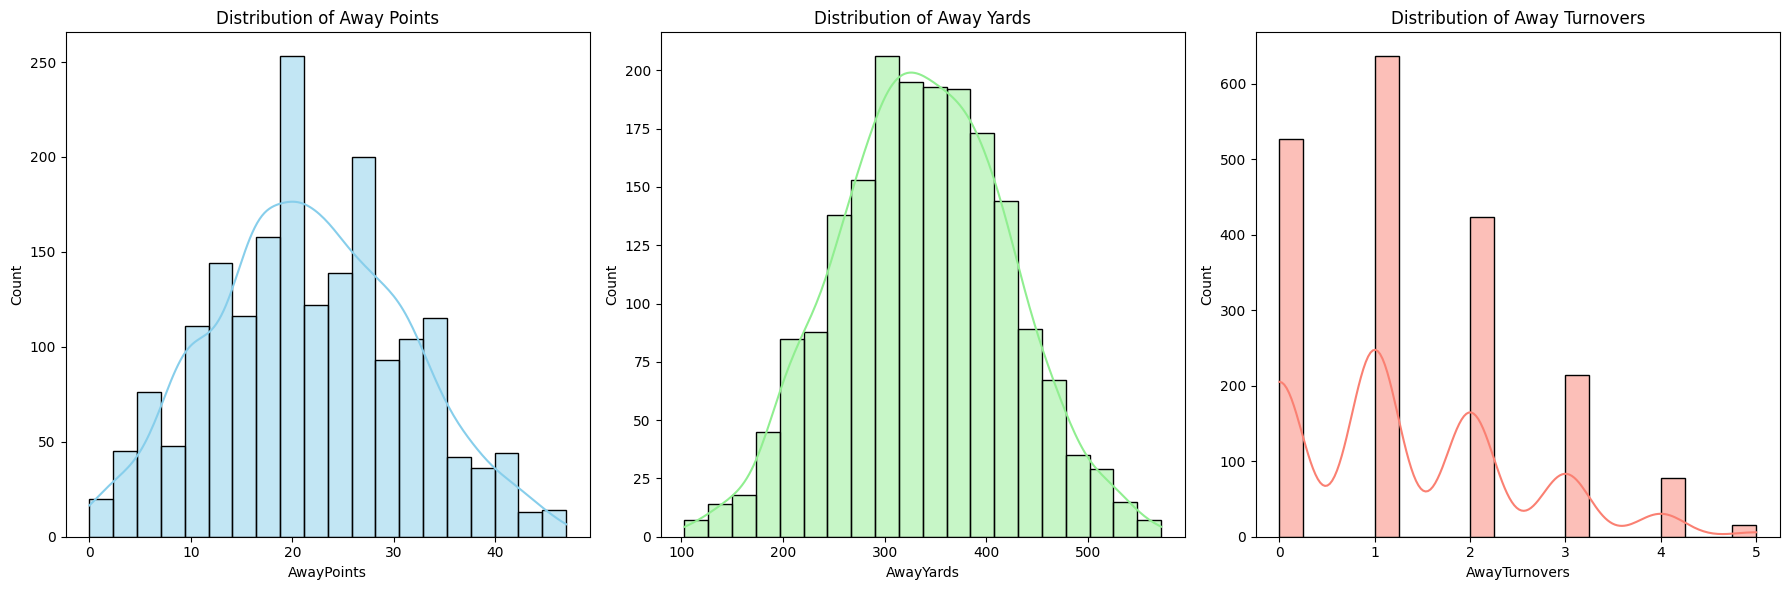 Distribution of Away Points
250
200
150
100
50
0
Count
0 10 20 30 40
AwayPoints
Distribution of Away Yards
200
175
150
125
100
75
50
25
0
Count
100 200 300 400 500
AwayYards
Distribution of Away Turnovers
600
500
400
300
200
100
0
Count
0 1 2 3 4 5
AwayTurnovers